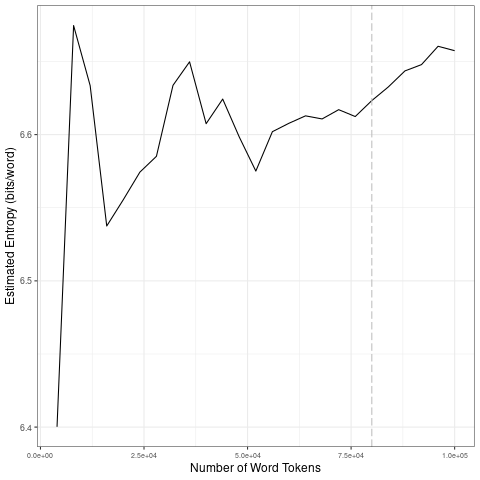 Estimated Entropy (bits/word)
6.6
6.5
6.4
0.0e+00 2.5e+04 5.0e+04 7.5e+04 1.0e+05
Number of Word Tokens